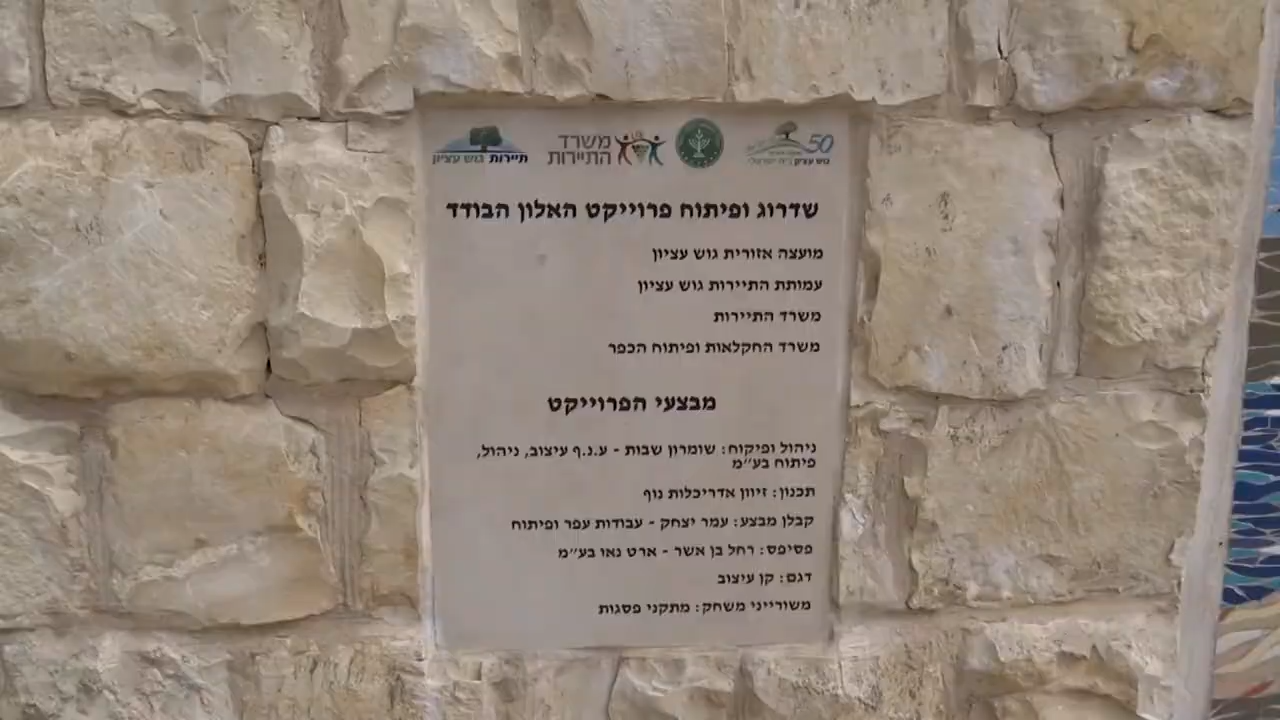 תיירות גוש עציון
משרד התיירות
50
גוש עציון
שדרוג ופיתוח פרוייקט האלון הבודד
מועצה אזורית גוש עציון
עמותת התיירות גוש עציון
משרד התיירות
משרד החקלאות ופיתוח הכפר
מבצעי הפרוייקט
ניהול ופיקוח: שומרון שבות - ע.נ.ף עיצוב, ניהול,
פיתוח בע״מ
תכנון: זיוון אדריכלות נוף
קבלן מבצע: עמר יצחק - עבודות עפר ופיתוח
פסיפס: רחל בן אשר - ארט נאו בע״מ
דגם: קן עיצוב
משורייני משחק: מתקני פסגות